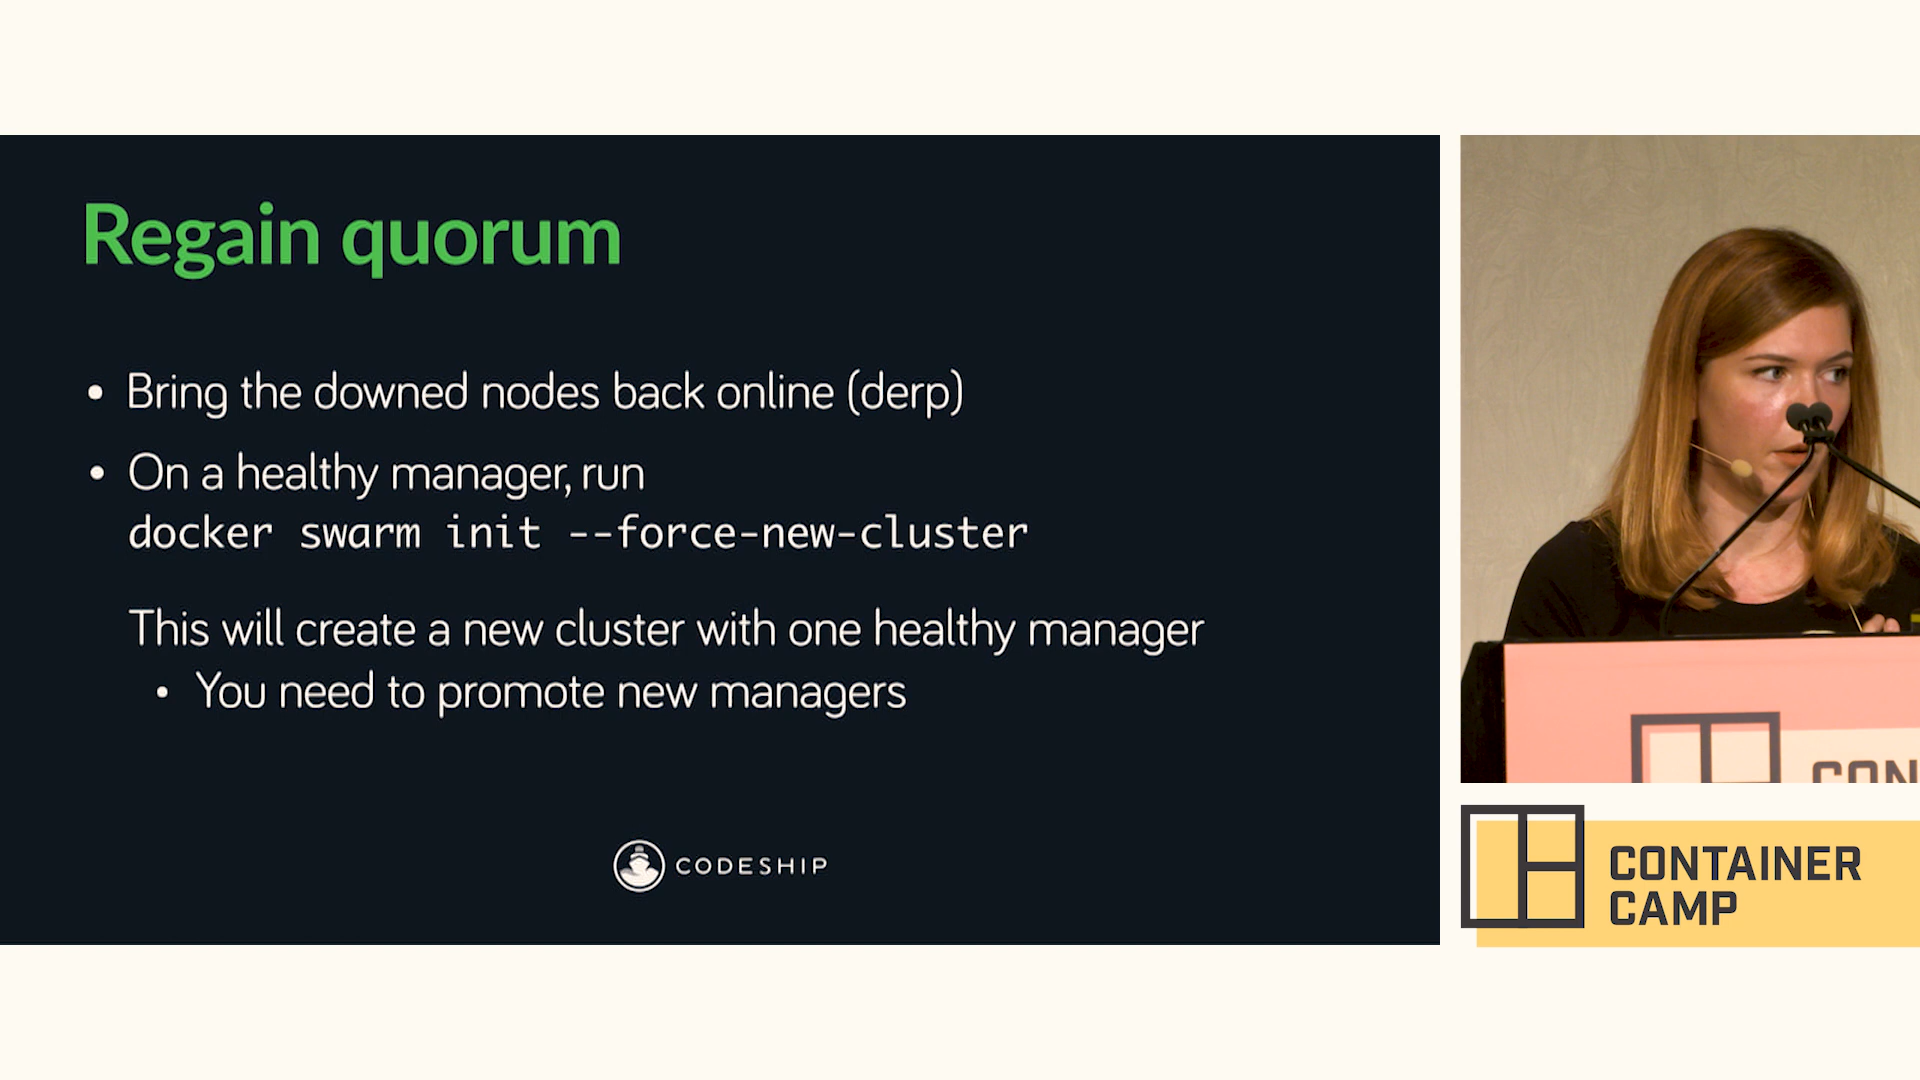 Regain quorum
• Bring the downed nodes back online (derp)
• On a healthy manager, run
docker swarm init --force-new-cluster
This will create a new cluster with one healthy manager
• You need to promote new managers
CODESHIP
CON
CONTAINER
CAMP